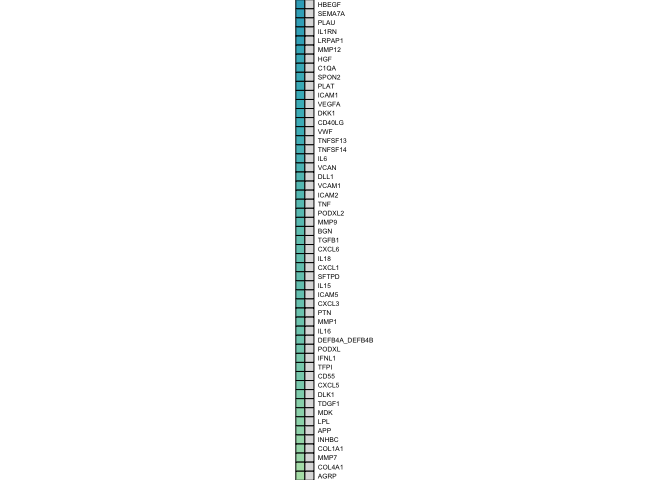 HBEGF
SEMA7A
PLAU
IL1RN
LRPAP1
MMP12
HGF
C1QA
SPON2
PLAT
ICAM1
VEGFA
DKK1
CD40LG
VWF
TNFSF13
TNFSF14
IL6
VCAN
DLL1
VCAM1
ICAM2
TNF
PODXL2
MMP9
BGN
TGFB1
CXCL6
IL18
CXCL1
SFTPD
IL15
ICAM5
CXCL3
PTN
MMP1
IL16
DEFB4A_DEFB4B
PODXL
IFNL1
TFPI
CD55
CXCL5
DLK1
TDGF1
MDK
LPL
APP
INHBC
COL1A1
MMP7
COL4A1
AGRP